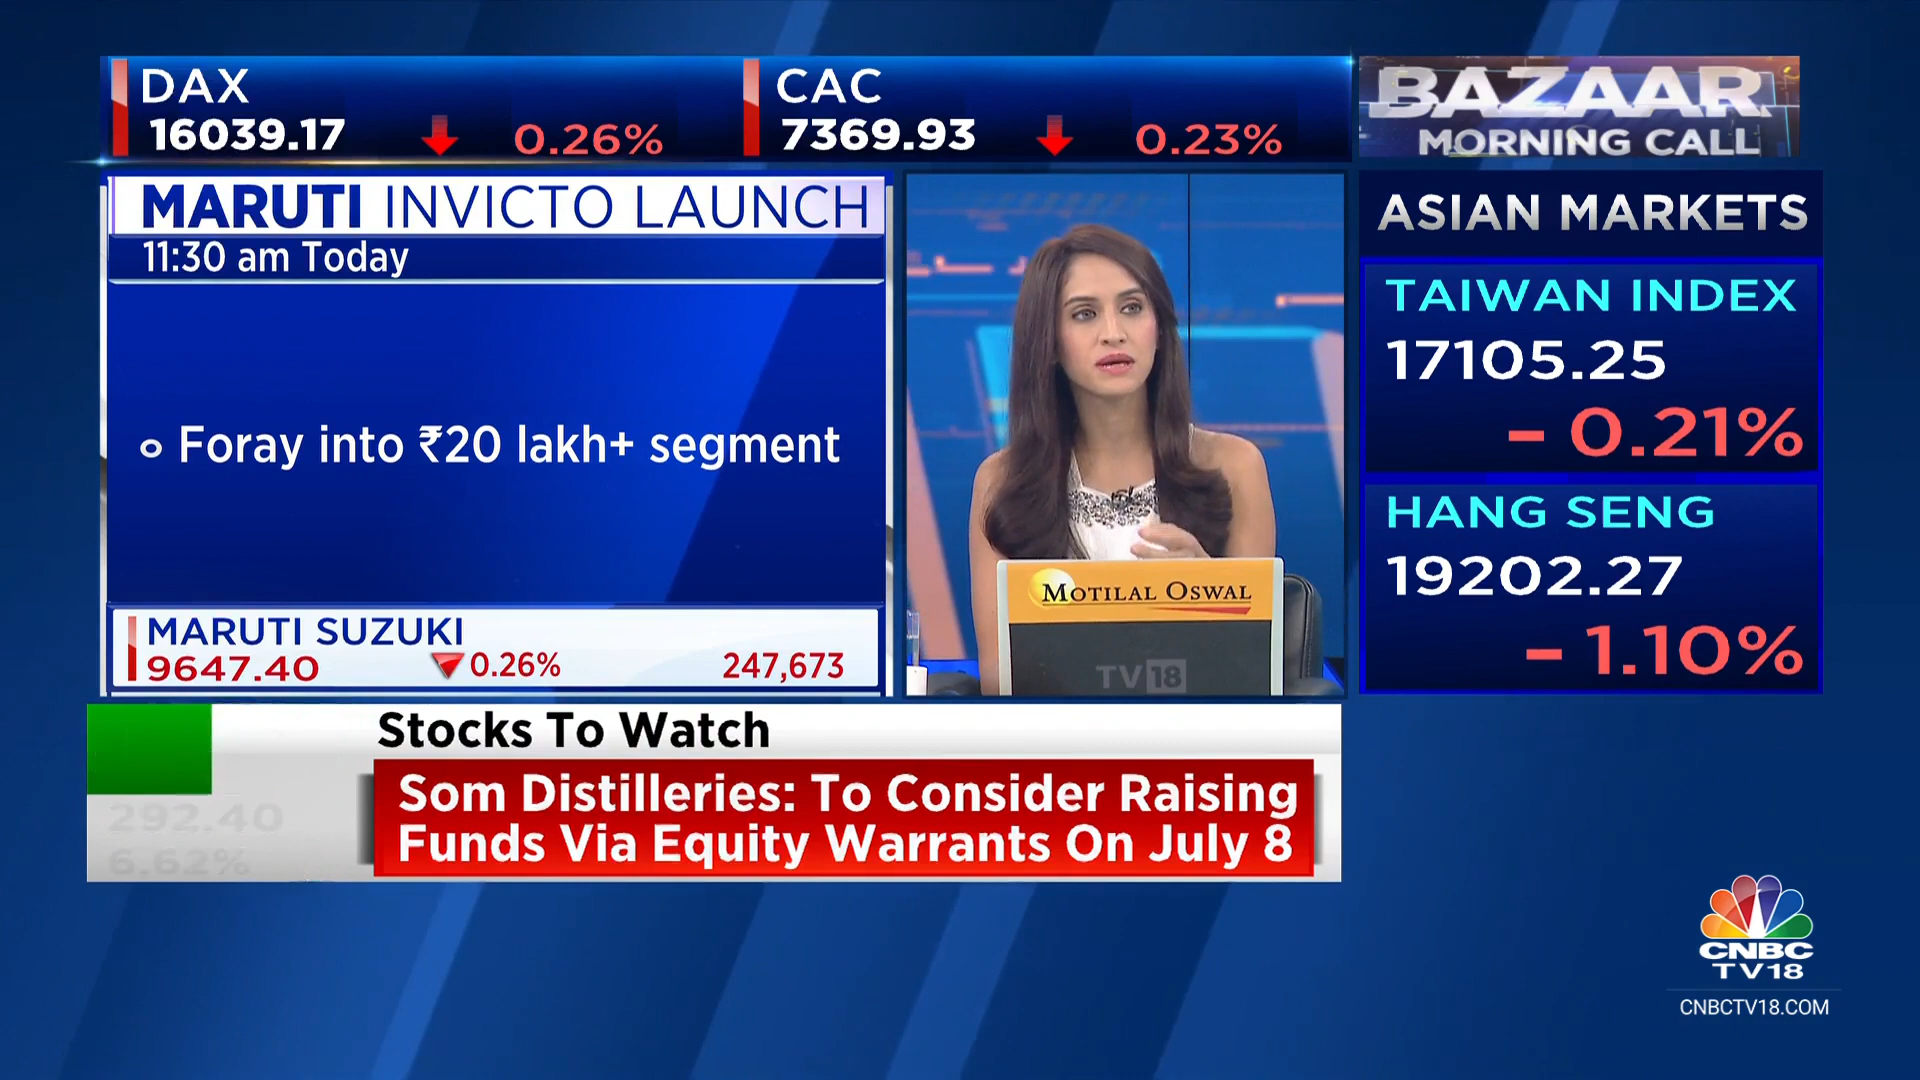 DAX
16039.17 0.26%
CAC
7369.93 0.23%
BAZAAR
MORNING CALL
MARUTI INVICTO LAUNCH
11:30 am Today
Foray into ₹20 lakh+ segment
MARUTI SUZUKI
9647.40 0.26% 247,673
MOTILAL OSWAL
TV18
ASIAN MARKETS
TAIWAN INDEX
17105.25
- 0.21%
HANG SENG
19202.27
- 1.10%
Stocks To Watch
Som Distilleries: To Consider Raising
Funds Via Equity Warrants On July 8
292.40
6.62%
CNBC
TV18
CNBCTV18.COM